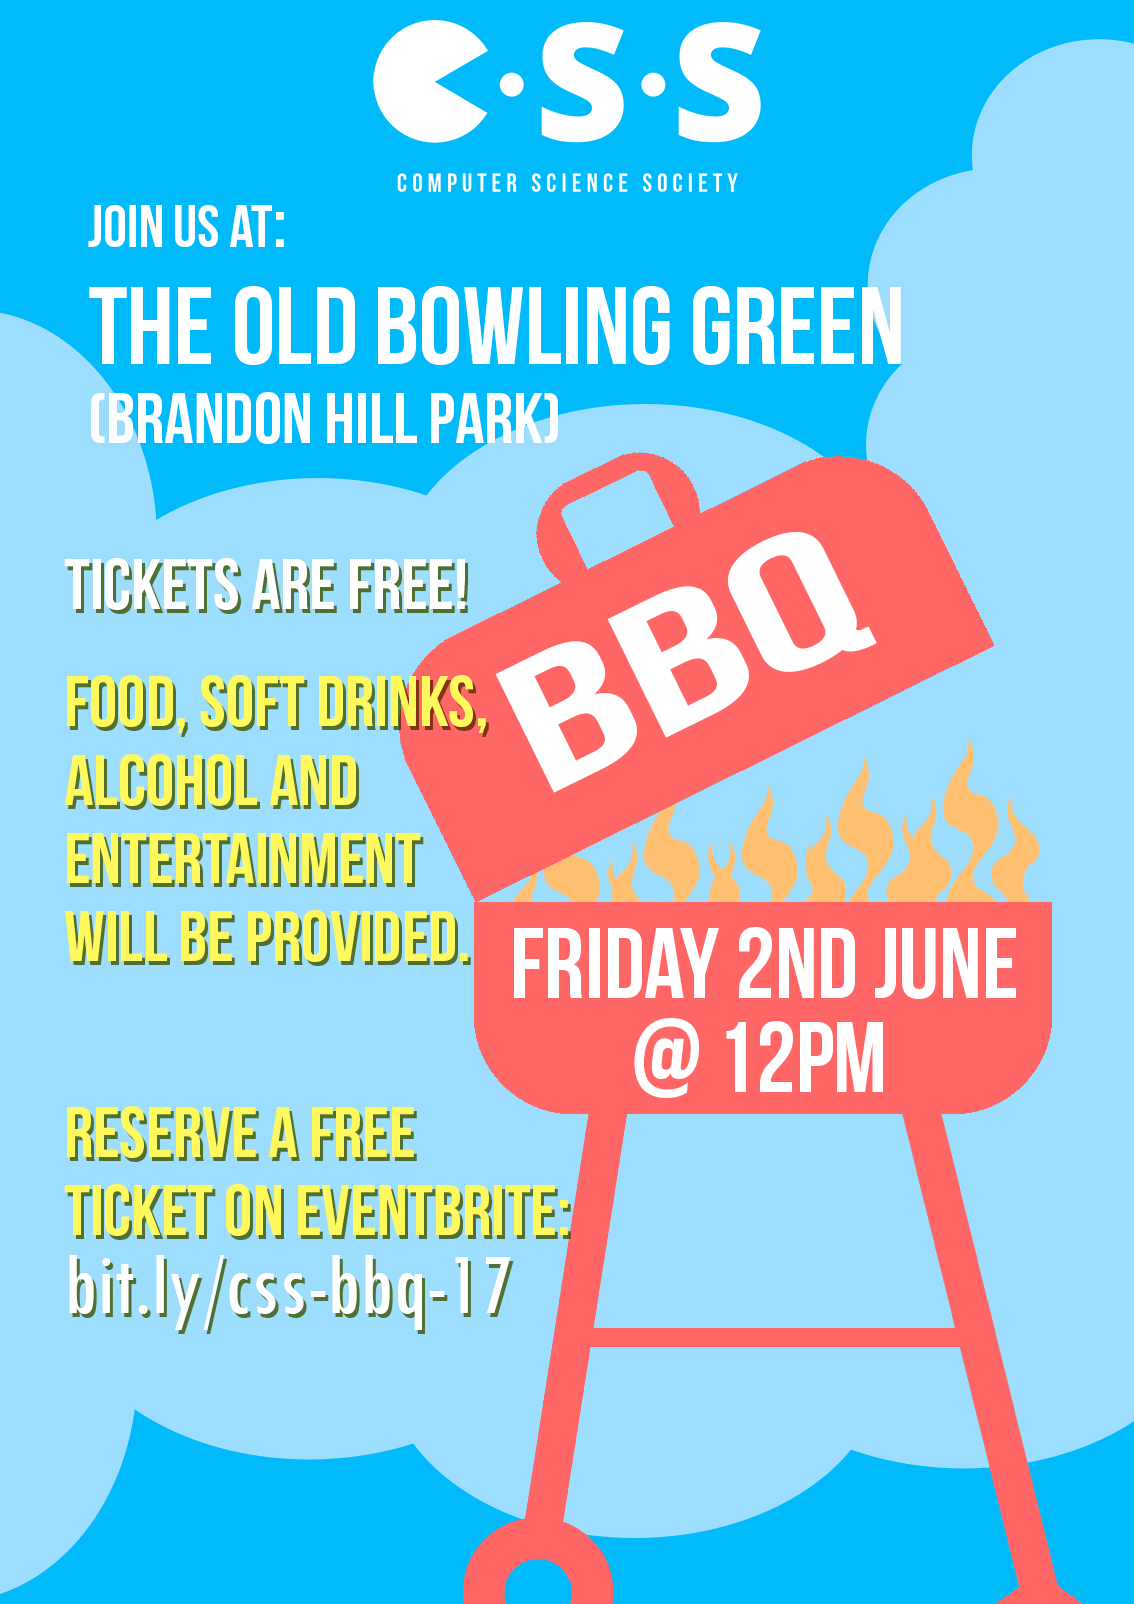 C·S·S
COMPUTER SCIENCE SOCIETY
JOIN US AT:
THE OLD BOWLING GREEN
(BRANDON HILL PARK)
TICKETS ARE FREE!
FOOD, SOFT DRINKS,
ALCOHOL AND
ENTERTAINMENT
WILL BE PROVIDED.
BBQ
FRIDAY 2ND JUNE
@ 12PM
RESERVE A FREE
TICKET ON EVENTBRITE:
bit.ly/css-bbq-17